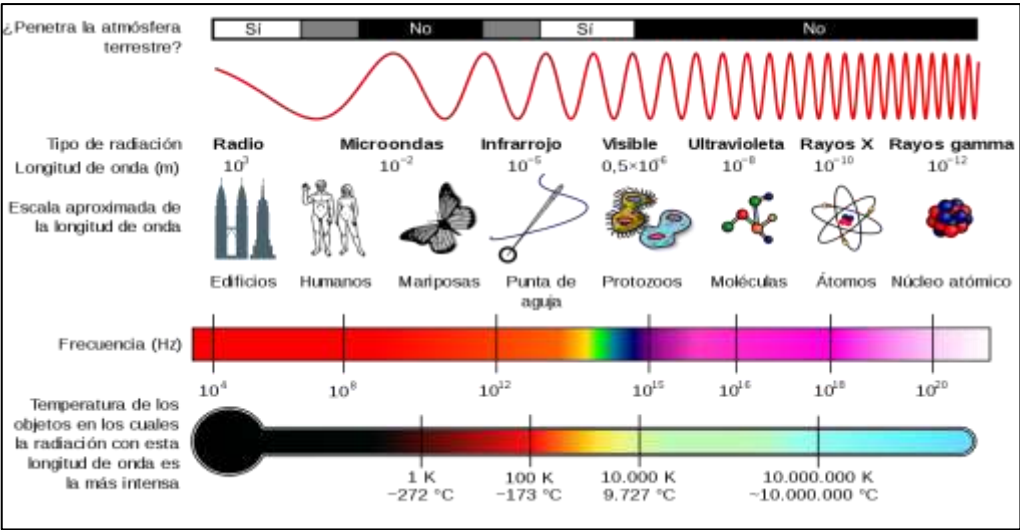 ¿Penetra la atmósfera
terrestre?
Sí No Sí No
Tipo de radiación Radio Microondas Infrarrojo Visible Ultravioleta Rayos X Rayos gamma
Longitud de onda (m) 10³ 10⁻² 10⁻⁵ 0,5×10⁻⁶ 10⁻⁸ 10⁻¹⁰ 10⁻¹²
Escala aproximada de
la longitud de onda
Edificios Humanos Mariposas Punta de Protozoos Moléculas Átomos Núcleo atómico
aguja
Frecuencia (Hz)
10⁴ 10⁸ 10¹² 10¹⁵ 10¹⁶ 10¹⁸ 10²⁰
Temperatura de los
objetos en los cuales
la radiación con esta
longitud de onda es
la más intensa
1 K 100 K 10.000 K 10.000.000 K
−272 °C −173 °C 9.727 °C ~10.000.000 °C